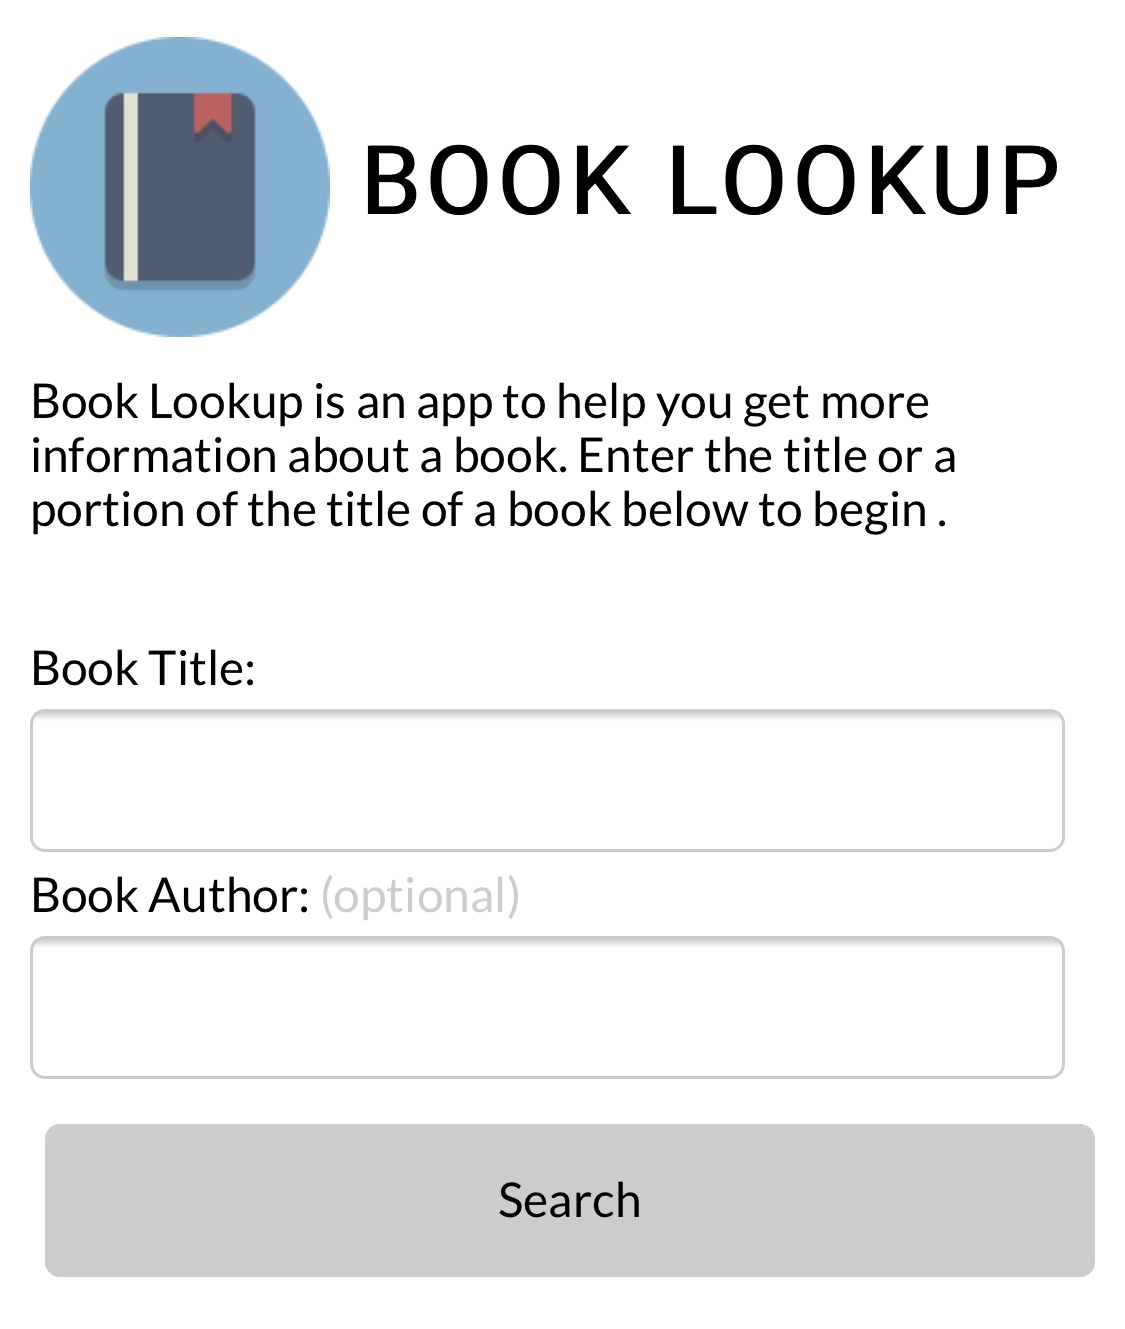 BOOK LOOKUP
Book Lookup is an app to help you get more
information about a book. Enter the title or a
portion of the title of a book below to begin .
Book Title:
Book Author: (optional)
Search